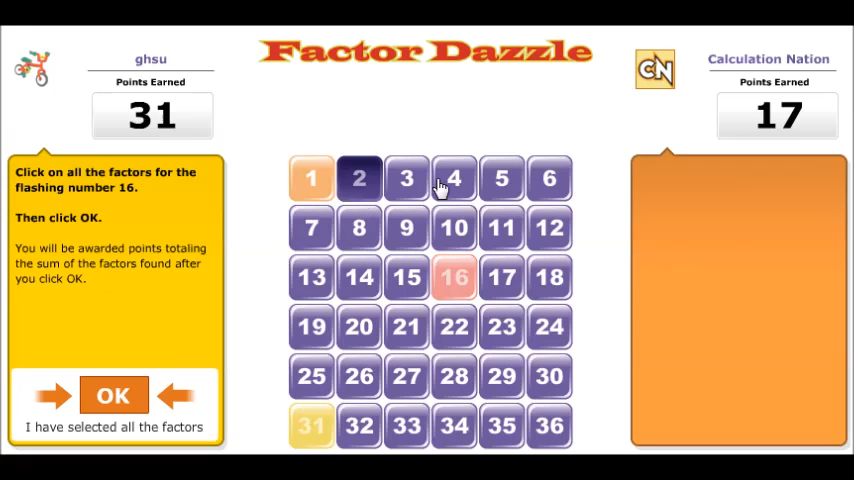 Factor Dazzle
ghsu
Points Earned
31
CN
Calculation Nation
Points Earned
17
Click on all the factors for the
flashing number 16.
Then click OK.
You will be awarded points totaling
the sum of the factors found after
you click OK.
OK
I have selected all the factors
1 2 3 4 5 6
7 8 9 10 11 12
13 14 15 16 17 18
19 20 21 22 23 24
25 26 27 28 29 30
31 32 33 34 35 36